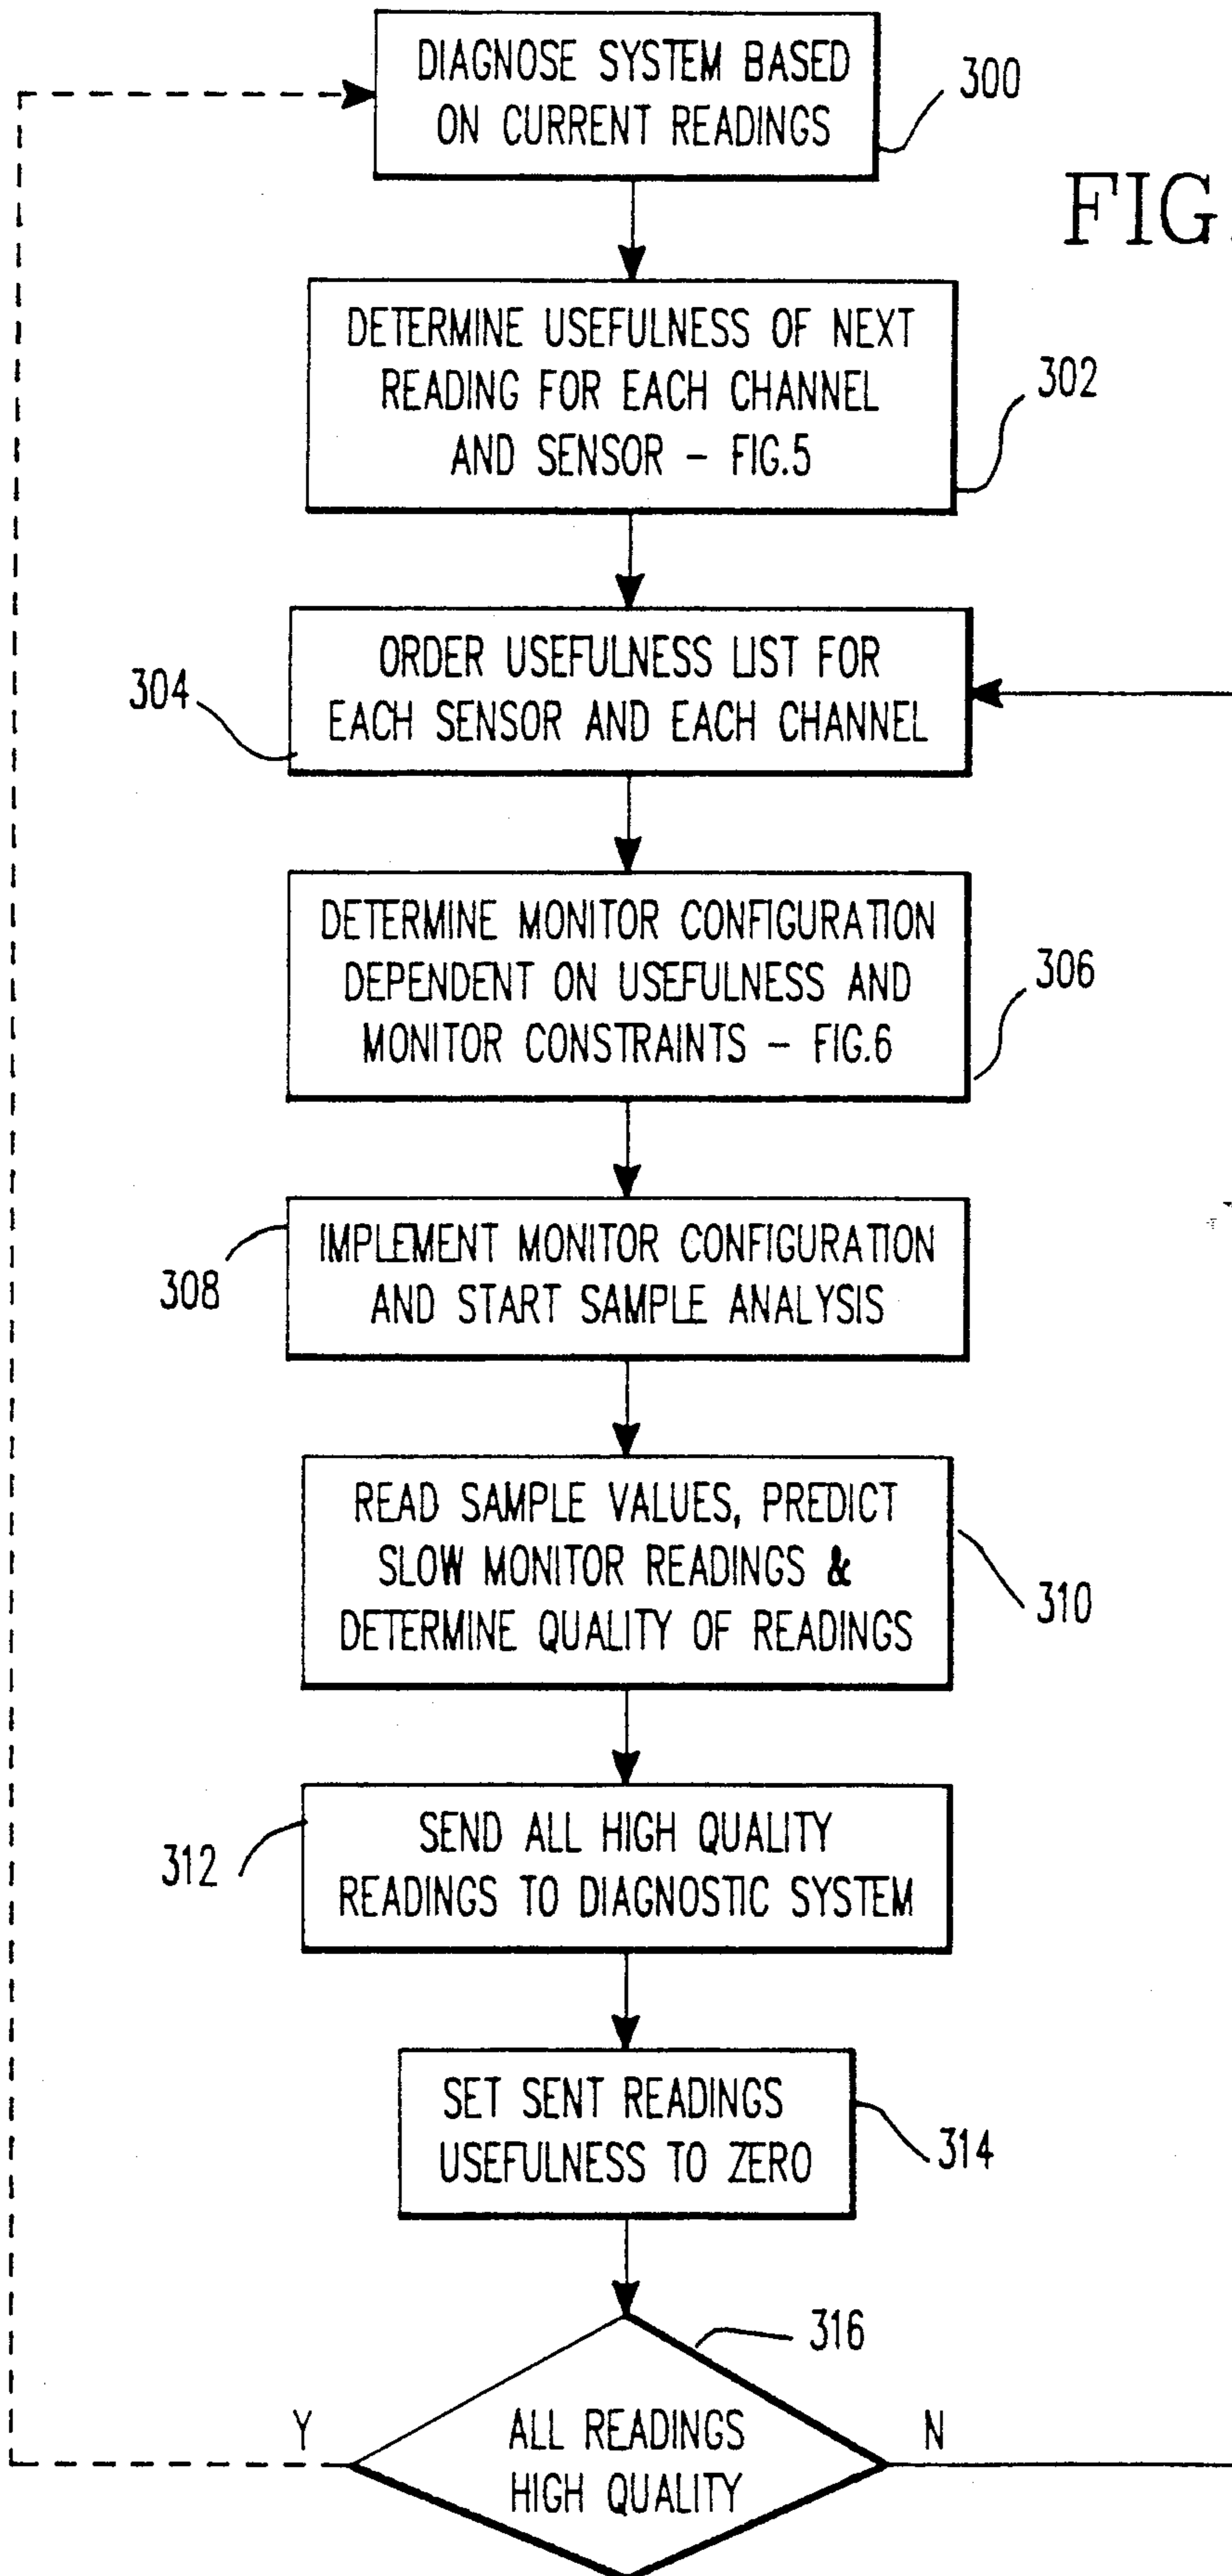 DIAGNOSE SYSTEM BASED
ON CURRENT READINGS
300
FIG.
DETERMINE USEFULNESS OF NEXT
READING FOR EACH CHANNEL
AND SENSOR - FIG.5
302
ORDER USEFULNESS LIST FOR
EACH SENSOR AND EACH CHANNEL
304
DETERMINE MONITOR CONFIGURATION
DEPENDENT ON USEFULNESS AND
MONITOR CONSTRAINTS - FIG.6
306
IMPLEMENT MONITOR CONFIGURATION
AND START SAMPLE ANALYSIS
308
READ SAMPLE VALUES, PREDICT
SLOW MONITOR READINGS &
DETERMINE QUALITY OF READINGS
310
SEND ALL HIGH QUALITY
READINGS TO DIAGNOSTIC SYSTEM
312
SET SENT READINGS
USEFULNESS TO ZERO
314
316
Y
ALL READINGS
HIGH QUALITY
N